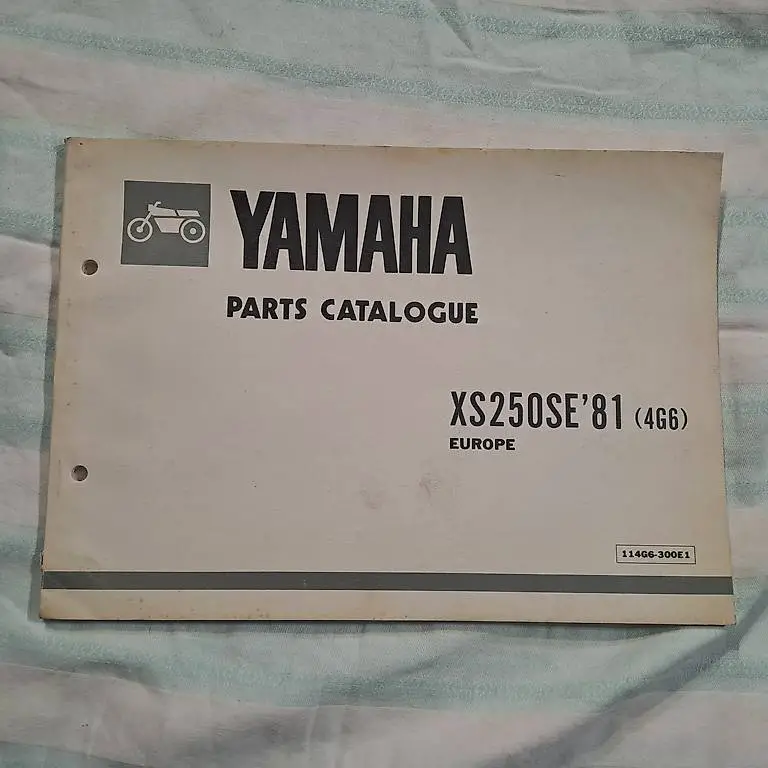 YAMAHA
PARTS CATALOGUE
XS250SE'81 (4G6)
EUROPE
114G6-300E1